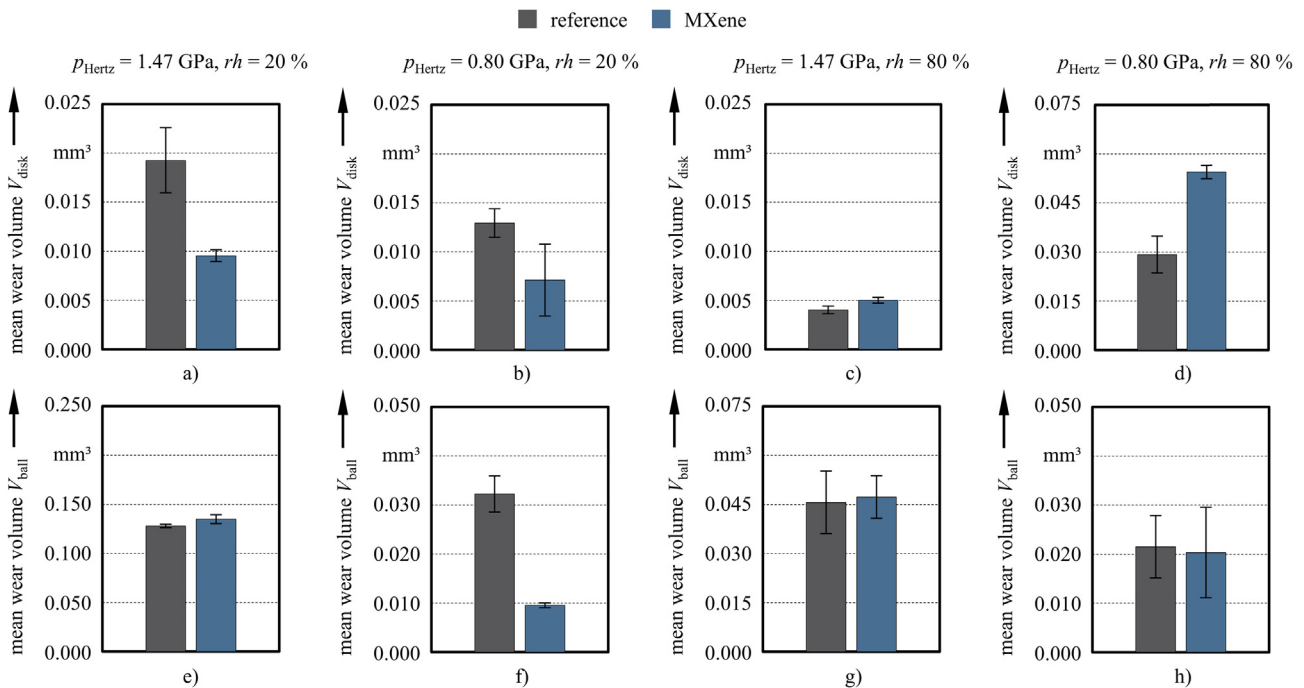 reference MXene
pHertz = 1.47 GPa, rh = 20 %
pHertz = 0.80 GPa, rh = 20 %
pHertz = 1.47 GPa, rh = 80 %
pHertz = 0.80 GPa, rh = 80 %
mean wear volume Vdisk
0.025
mm³
0.015
0.010
0.005
0.000
a)
mean wear volume Vdisk
0.025
mm³
0.015
0.010
0.005
0.000
b)
mean wear volume Vdisk
0.025
mm³
0.015
0.010
0.005
0.000
c)
mean wear volume Vdisk
0.075
mm³
0.045
0.030
0.015
0.000
d)
mean wear volume Vball
0.250
mm³
0.150
0.100
0.050
0.000
e)
mean wear volume Vball
0.050
mm³
0.030
0.020
0.010
0.000
f)
mean wear volume Vball
0.075
mm³
0.045
0.030
0.015
0.000
g)
mean wear volume Vball
0.050
mm³
0.030
0.020
0.010
0.000
h)